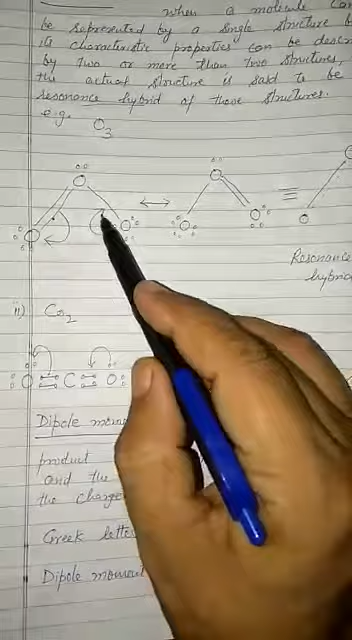 when a molecule can
be represented by a single structure b
its characteristic properties can be descr
by two or more than two structures,
the actual structure is said to be
resonance hybrid of those structures.
e.g. O3
O O O ↔ O O O ≡ O
Resonance
hybrid
ii) Co2
O = C = O
Dipole mome
product
and the
the charge
Greek lette
Dipole moment